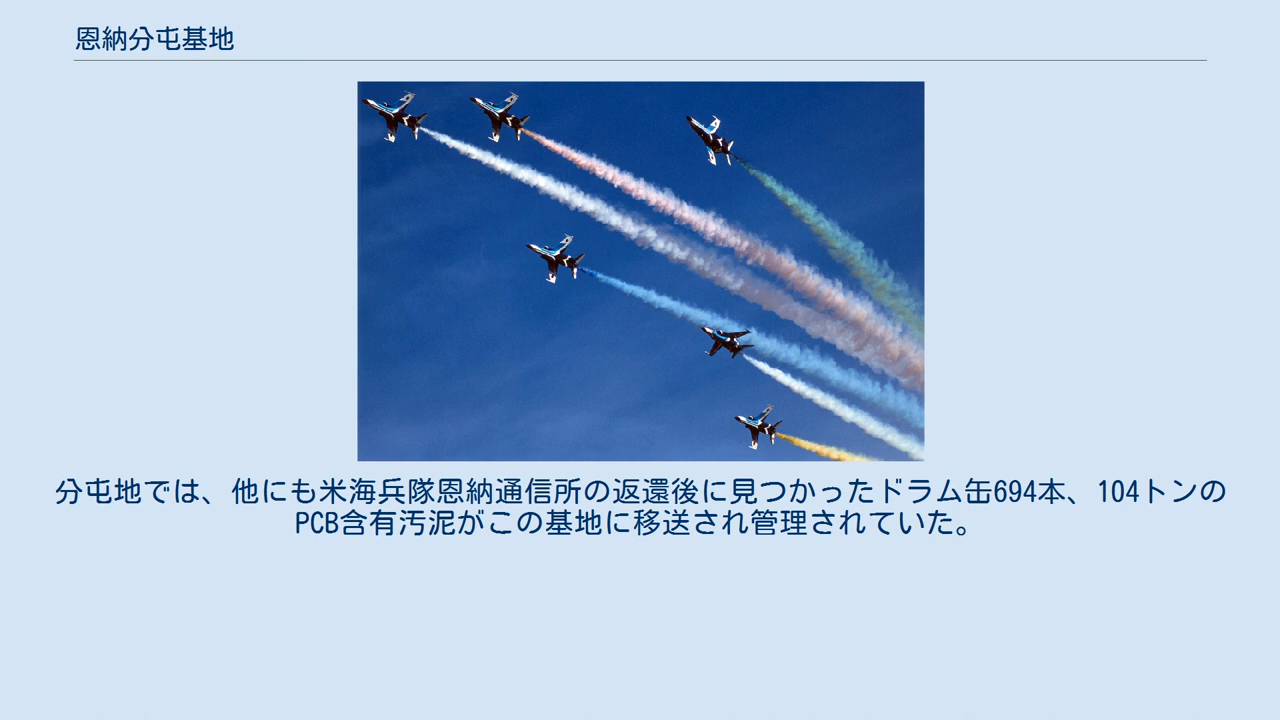 恩納分屯基地
分屯地では、他にも米海兵隊恩納通信所の返還後に見つかったドラム缶694本、104トンの
PCB含有汚泥がこの基地に移送され管理されていた。